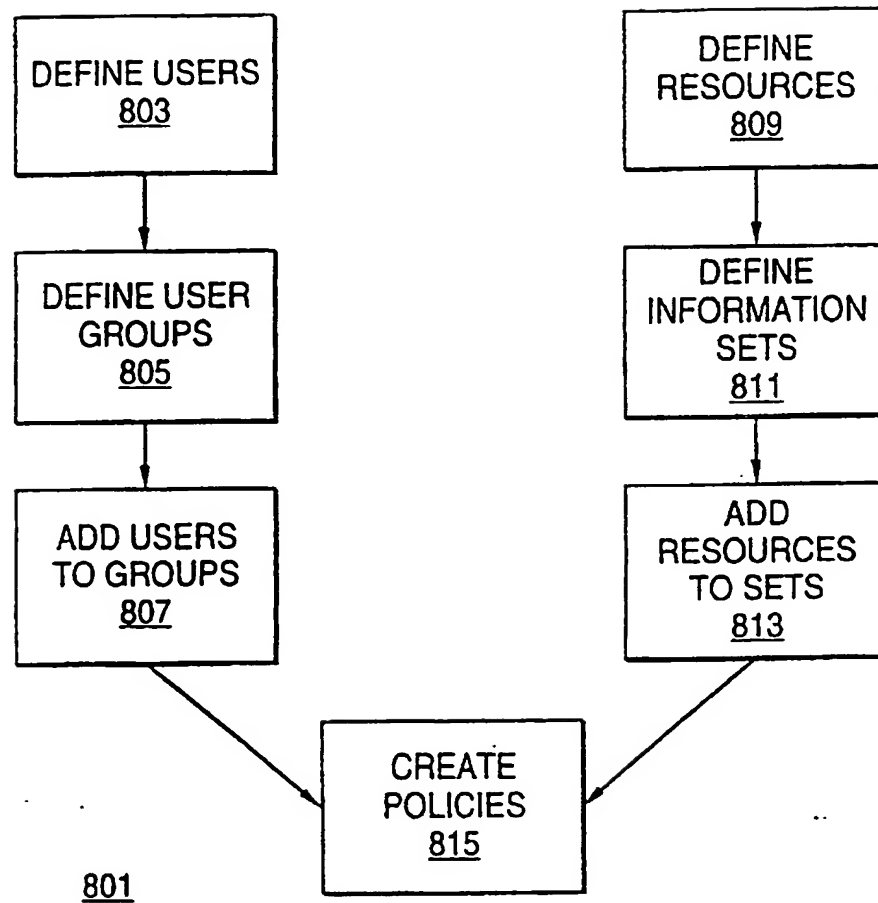 DEFINE USERS
803
DEFINE USER
GROUPS
805
ADD USERS
TO GROUPS
807
DEFINE
RESOURCES
809
DEFINE
INFORMATION
SETS
811
ADD
RESOURCES
TO SETS
813
CREATE
POLICIES
815
801